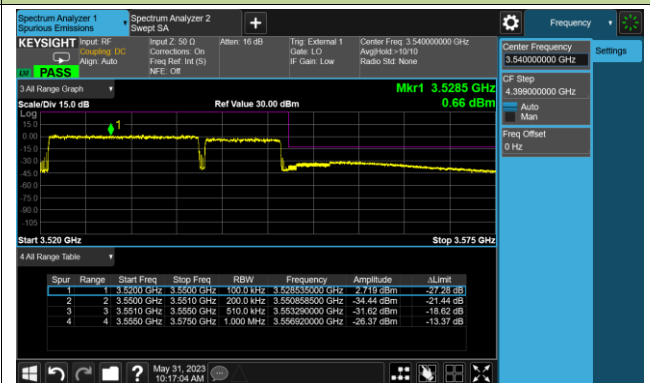 Spectrum Analyzer 1
Spurious Emissions
Spectrum Analyzer 2
Swept SA
+
Frequency
KEYSIGHT
Input: RF
Coupling: DC
Align: Auto
Input Z: 50 Ω
Corrections: On
Freq Ref: Int (S)
NFE: Off
Atten: 16 dB
Trig: External 1
Gate: LO
IF Gain: Low
Center Freq: 3.540000000 GHz
Avg|Hold:>10/10
Radio Std: None
PASS
3 All Range Graph
Scale/Div 15.0 dB
Ref Value 30.00 dBm
Mkr1 3.5285 GHz
0.66 dBm
Log
15.0
0.00
-15.0
-30.0
-45.0
-60.0
-75.0
-90.0
-105
1
Start 3.520 GHz
Stop 3.575 GHz
4 All Range Table
Spur Range Start Freq Stop Freq RBW Frequency Amplitude ΔLimit
1 1 3.5200 GHz 3.5500 GHz 100.0 kHz 3.528535000 GHz 2.719 dBm -27.28 dB
2 2 3.5500 GHz 3.5510 GHz 200.0 kHz 3.550858500 GHz -34.44 dBm -21.44 dB
3 3 3.5510 GHz 3.5550 GHz 510.0 kHz 3.553290000 GHz -31.62 dBm -18.62 dB
4 4 3.5550 GHz 3.5750 GHz 1.000 MHz 3.556920000 GHz -26.37 dBm -13.37 dB
Center Frequency
3.540000000 GHz
Settings
CF Step
4.399000000 GHz
Auto
Man
Freq Offset
0 Hz
?
May 31, 2023
10:17:04 AM